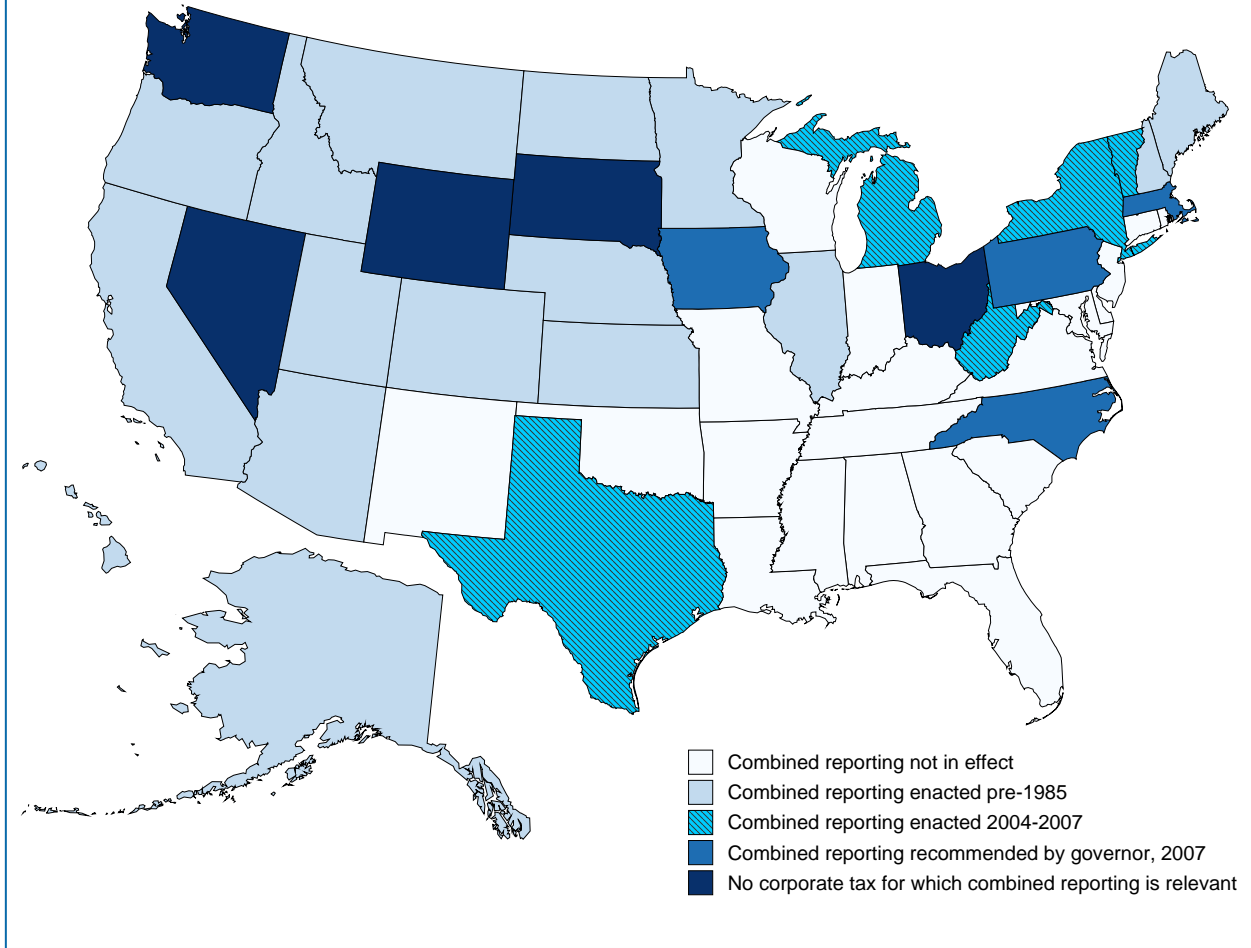 Combined reporting not in effect
Combined reporting enacted pre-1985
Combined reporting enacted 2004-2007
Combined reporting recommended by governor, 2007
No corporate tax for which combined reporting is relevant